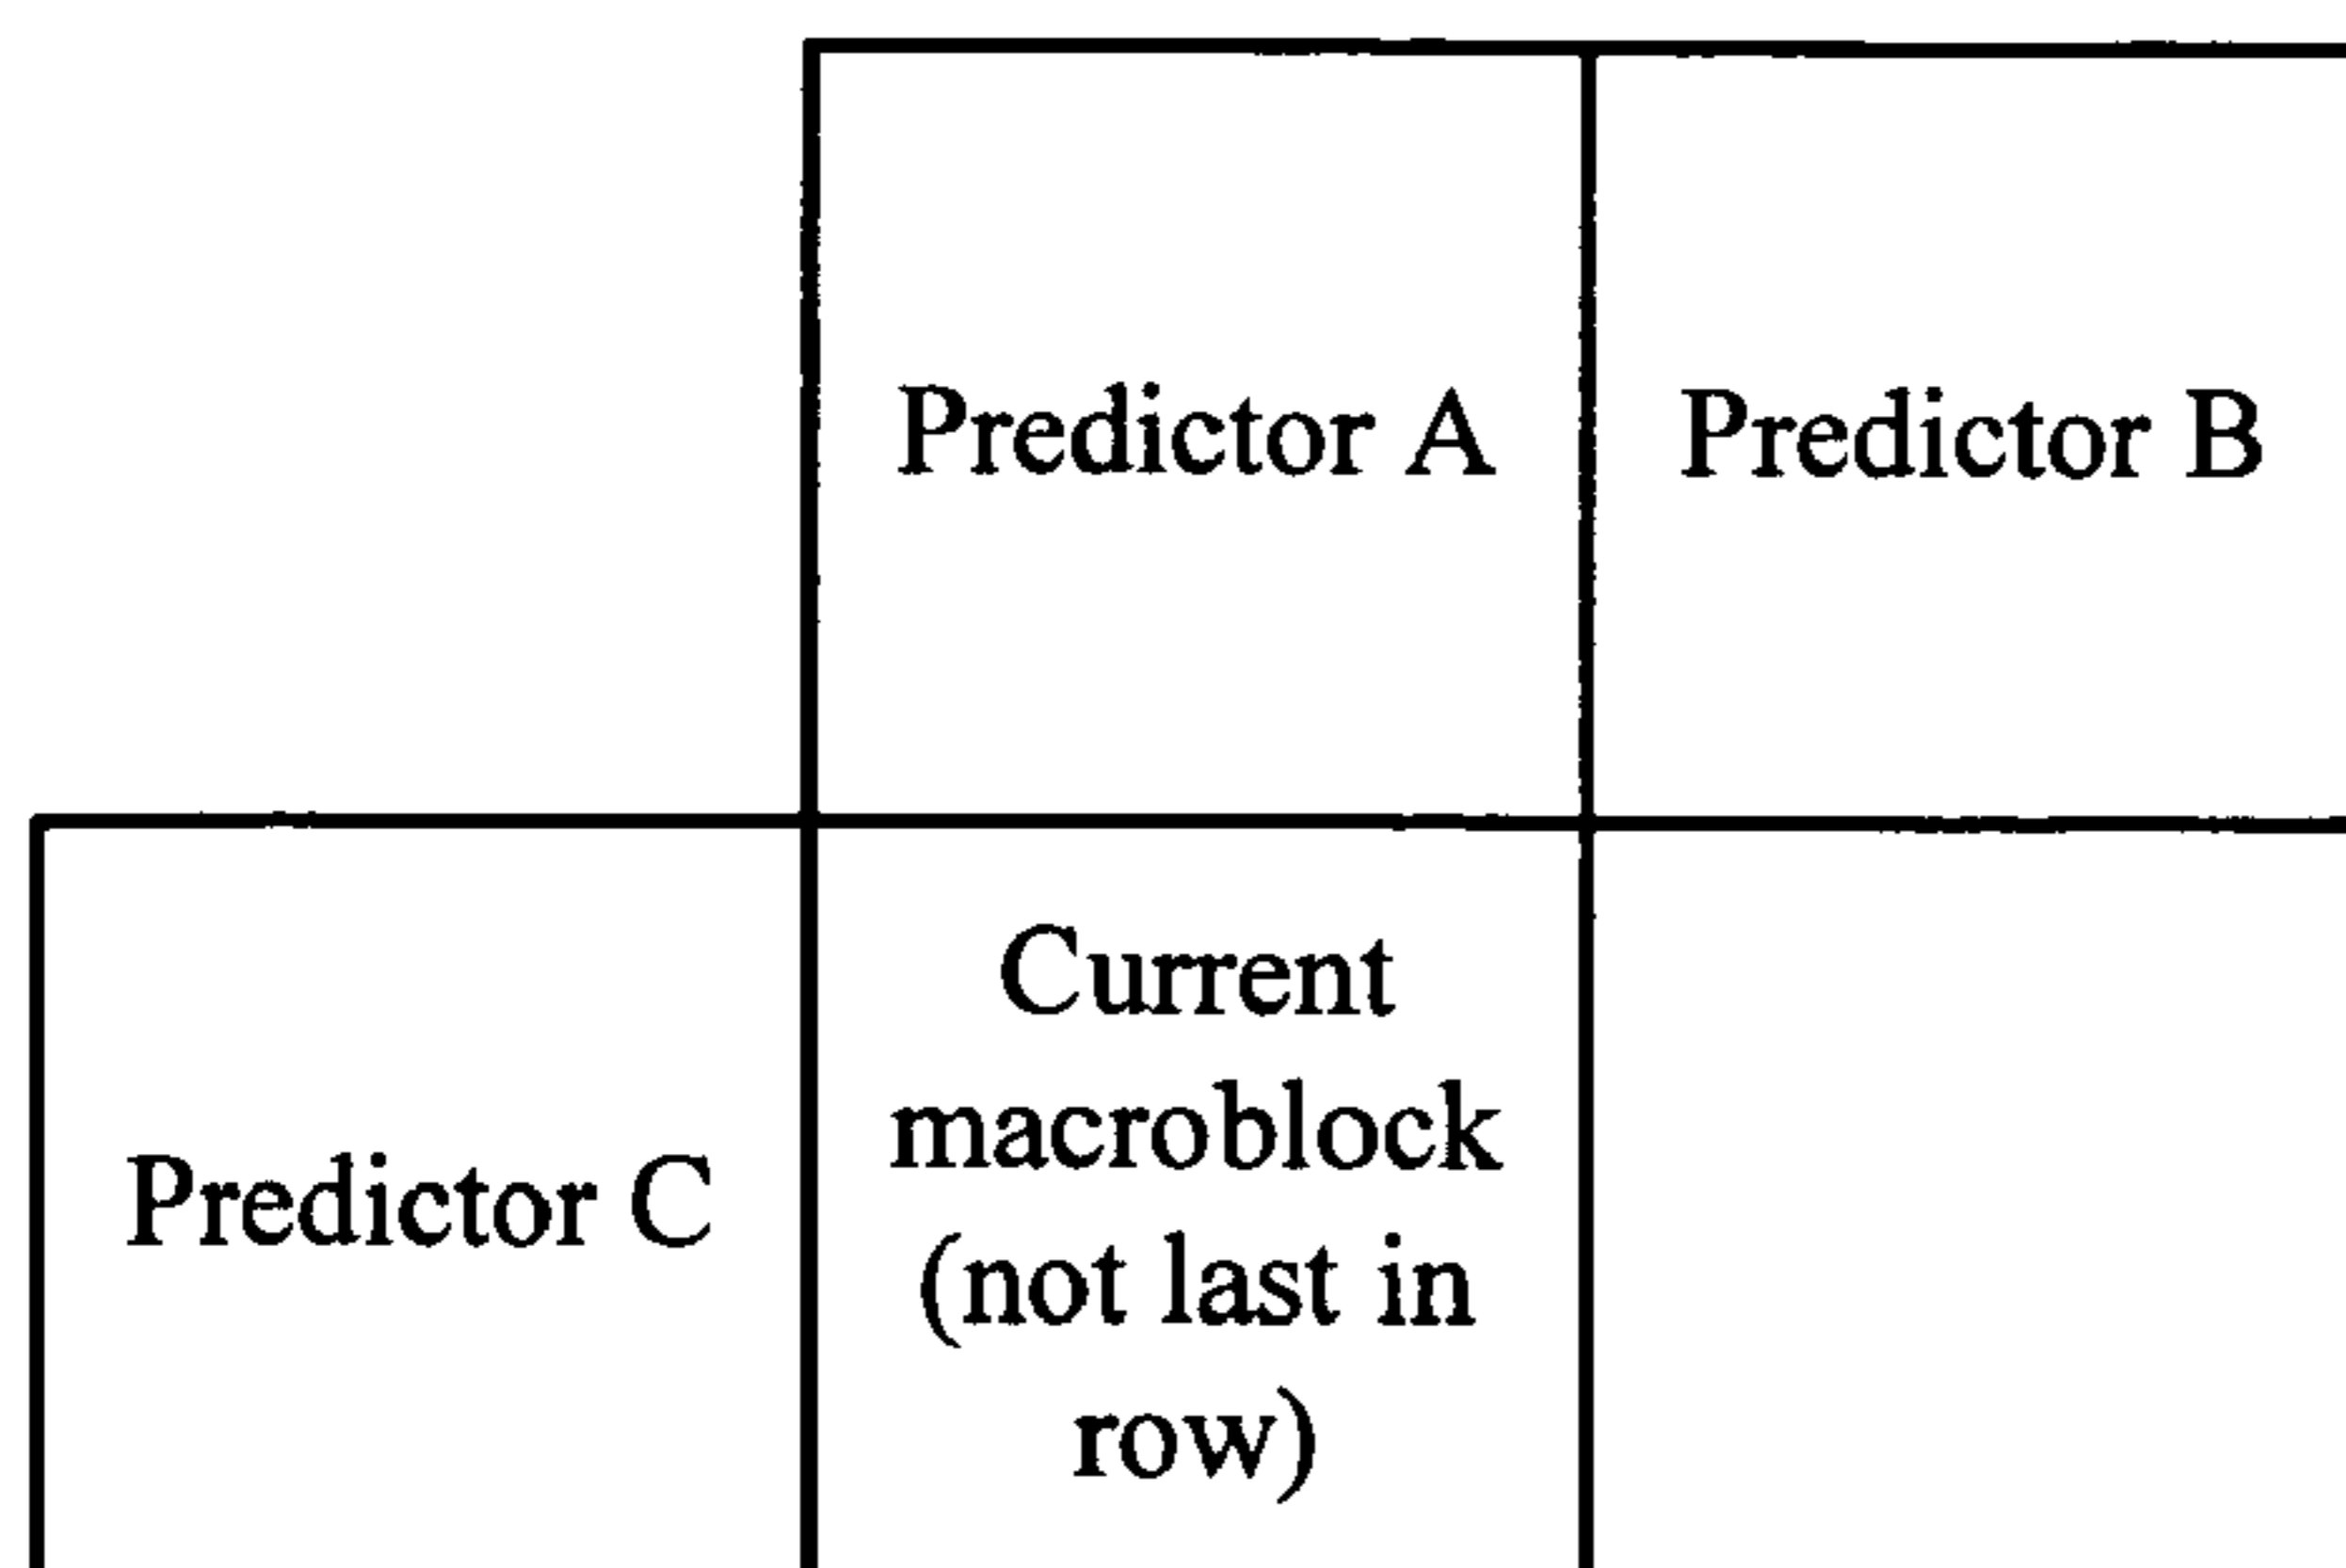 Predictor A
Predictor B
Predictor C
Current
macroblock
(not last in
row)